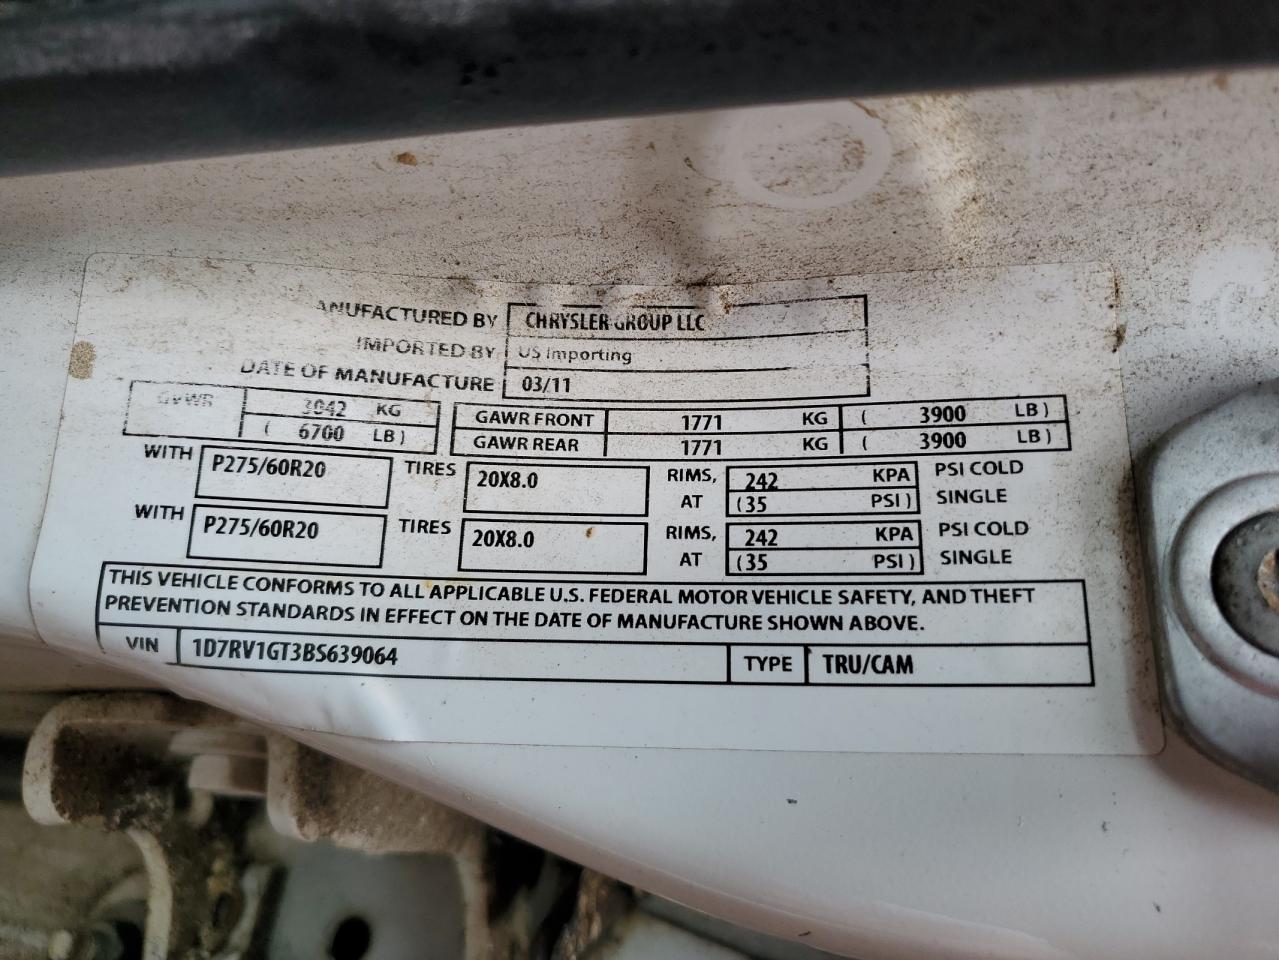 ANUFACTURED BY CHRYSLER GROUP LLC
IMPORTED BY US Importing
DATE OF MANUFACTURE 03/11
GVWR 3042 KG GAWR FRONT 1771 KG ( 3900 LB )
( 6700 LB ) GAWR REAR 1771 KG ( 3900 LB )
WITH P275/60R20 TIRES 20X8.0 RIMS, 242 KPA PSI COLD
AT (35 PSI ) SINGLE
WITH P275/60R20 TIRES 20X8.0 RIMS, 242 KPA PSI COLD
AT (35 PSI ) SINGLE
THIS VEHICLE CONFORMS TO ALL APPLICABLE U.S. FEDERAL MOTOR VEHICLE SAFETY, AND THEFT
PREVENTION STANDARDS IN EFFECT ON THE DATE OF MANUFACTURE SHOWN ABOVE.
VIN 1D7RV1GT3BS639064 TYPE TRU/CAM